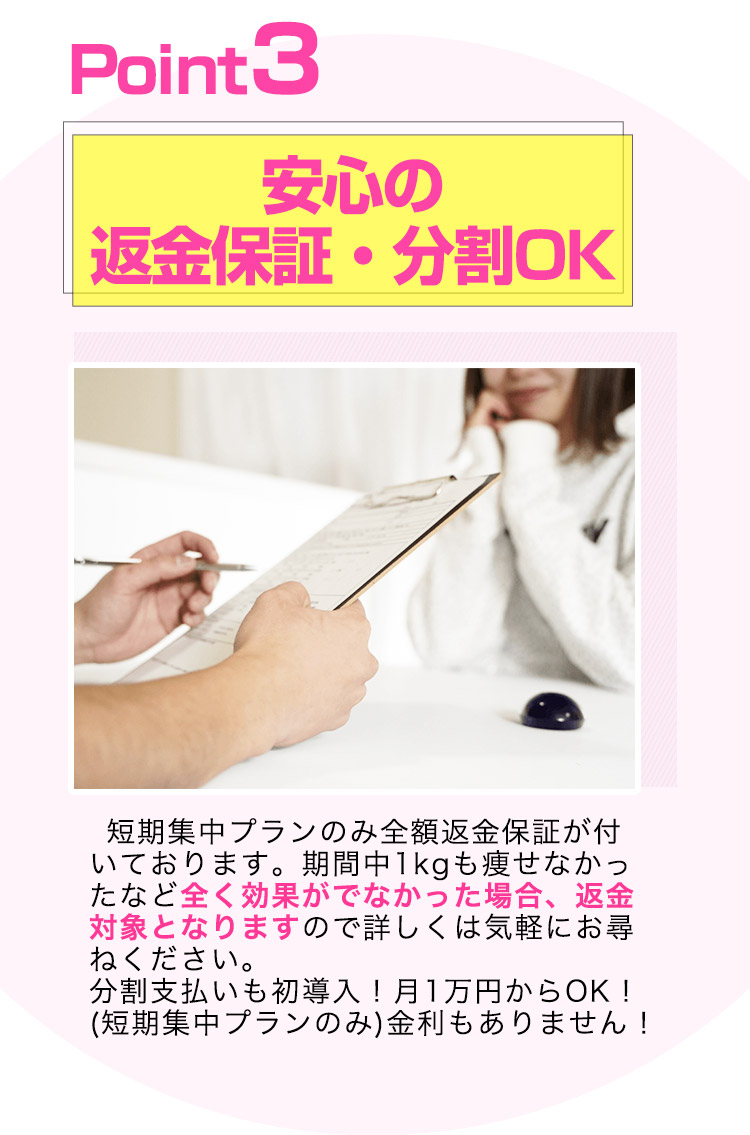 Point3
安心の
返金保証・分割OK
短期集中プランのみ全額返金保証が付
いております。期間中1kgも痩せなかっ
たなど全く効果がでなかった場合、返金
対象となりますので詳しくは気軽にお尋
ねください。
分割支払いも初導入！月1万円からOK！
(短期集中プランのみ)金利もありません！